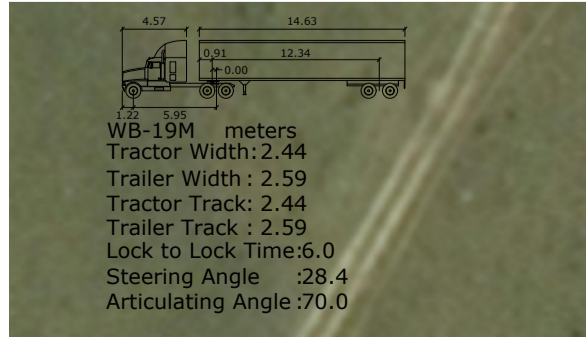 4.57 14.63
0.91 12.34
0.00
1.22 5.95
WB-19M meters
Tractor Width:2.44
Trailer Width : 2.59
Tractor Track: 2.44
Trailer Track : 2.59
Lock to Lock Time:6.0
Steering Angle :28.4
Articulating Angle :70.0